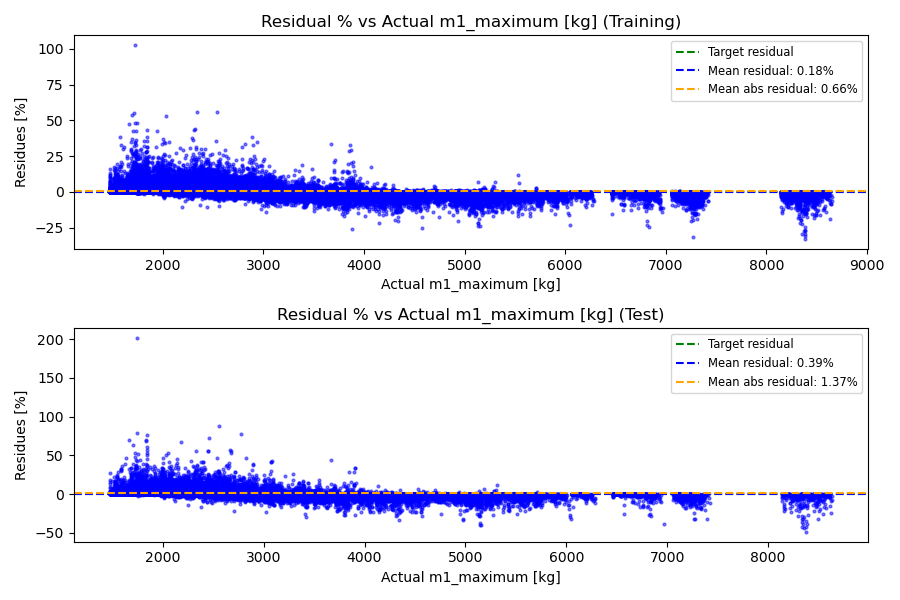 Residual % vs Actual m1_maximum [kg] (Training)
Residues [%]
100
75
50
25
0
−25
Target residual
Mean residual: 0.18%
Mean abs residual: 0.66%
2000 3000 4000 5000 6000 7000 8000 9000
Actual m1_maximum [kg]
Residual % vs Actual m1_maximum [kg] (Test)
Residues [%]
200
150
100
50
0
−50
Target residual
Mean residual: 0.39%
Mean abs residual: 1.37%
2000 3000 4000 5000 6000 7000 8000
Actual m1_maximum [kg]